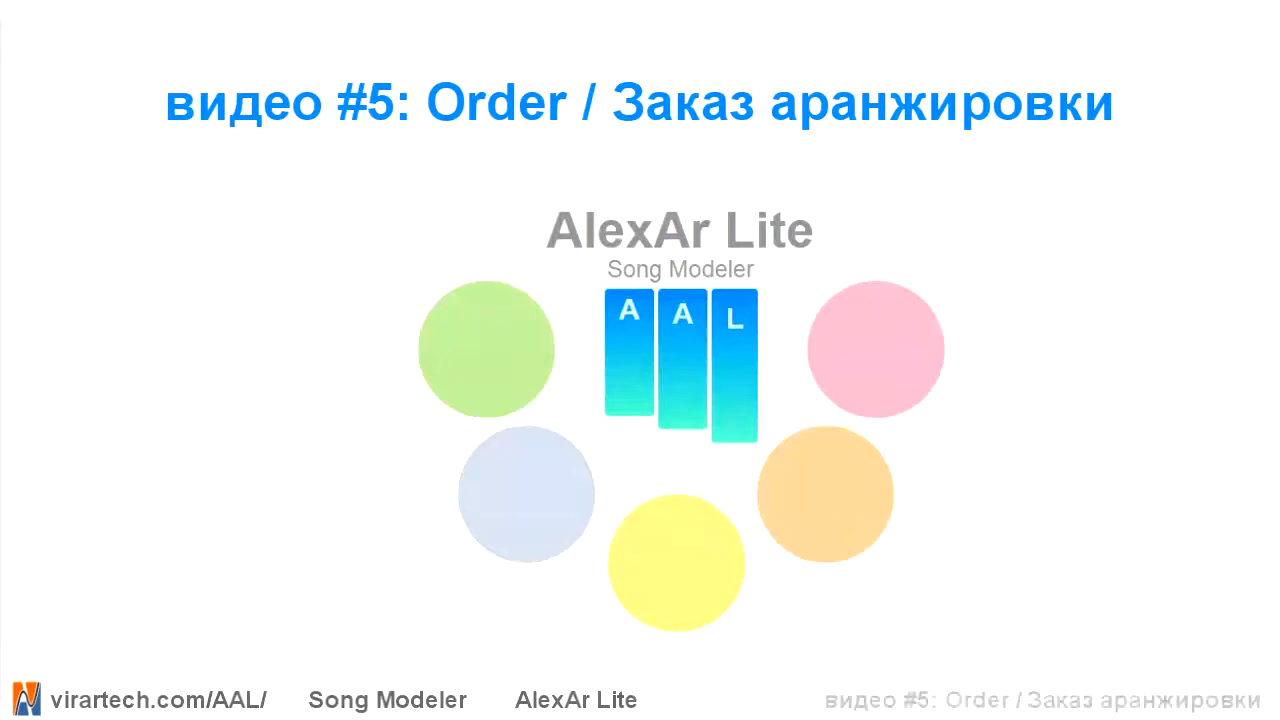 видео #5: Order / Заказ аранжировки
AlexAr Lite
Song Modeler
A A L
virartech.com/AAL/ Song Modeler AlexAr Lite видео #5: Order / Заказ аранжировки